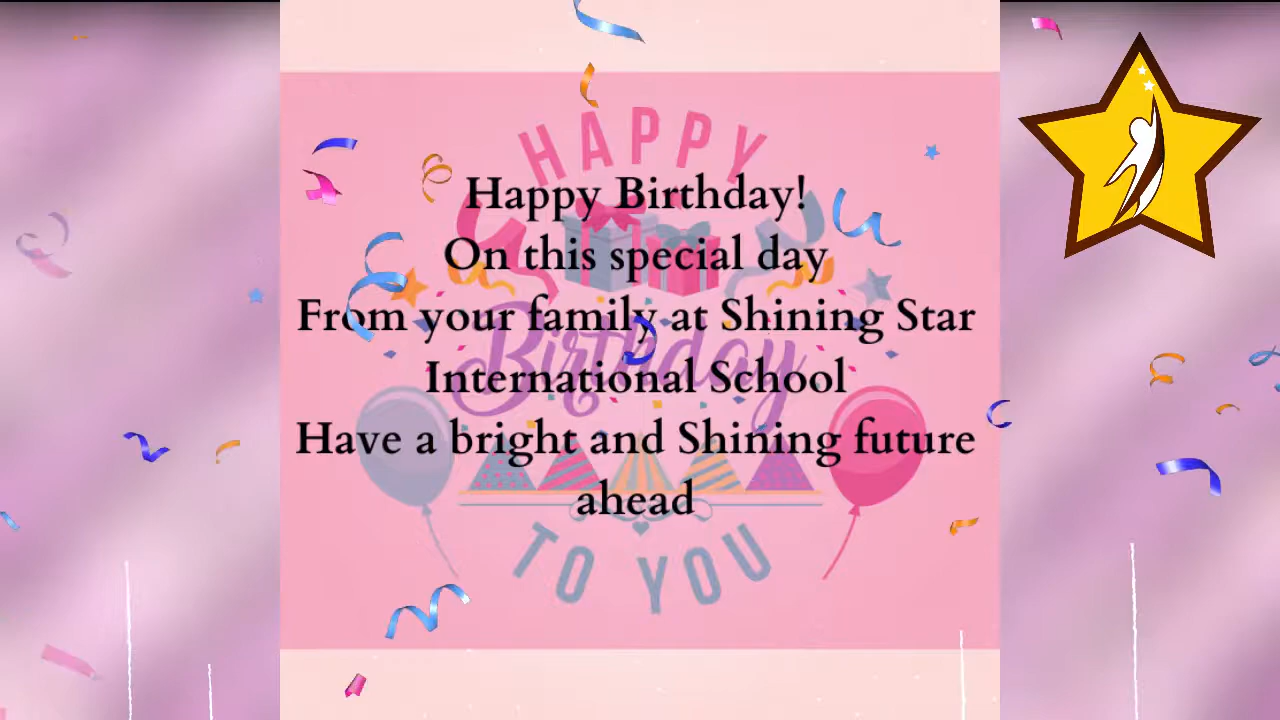 HAPPY
Happy Birthday!
On this special day
From your family at Shining Star
Birthday
International School
Have a bright and Shining future
ahead
TO YOU